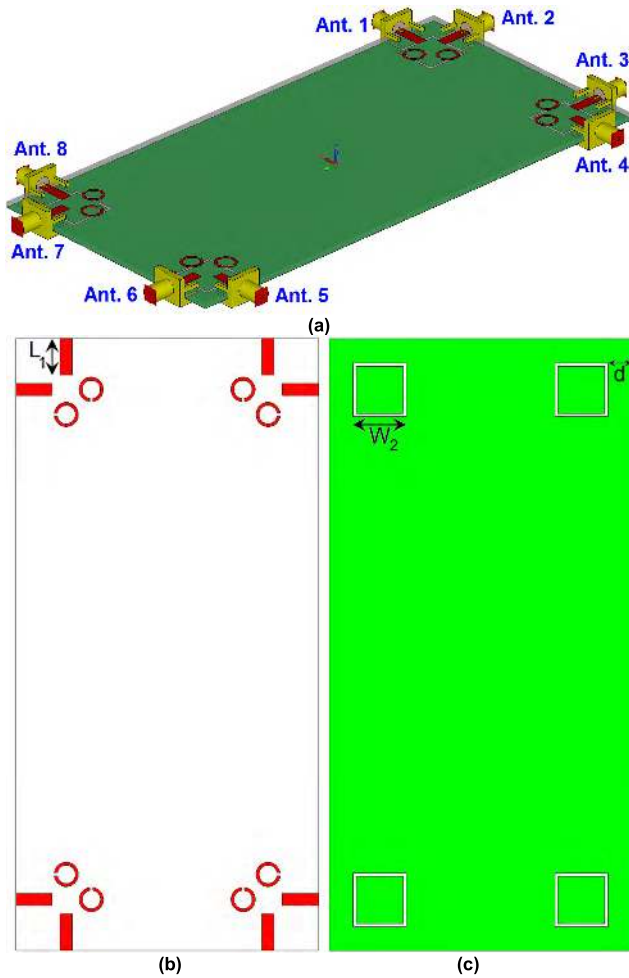 Ant. 1
Ant. 2
Ant. 3
Ant. 4
Ant. 8
Ant. 7
Ant. 6
Ant. 5
(a)
L1
d
W2
(b)
(c)